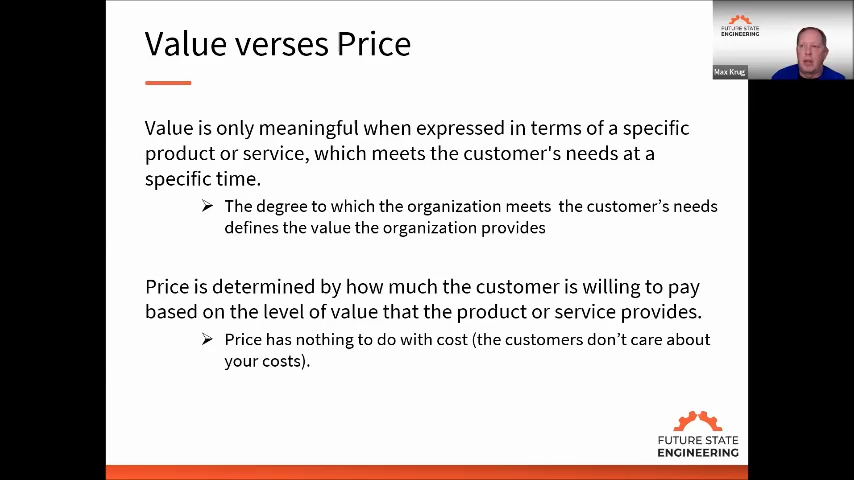 Value verses Price
FUTURE STATE
ENGINEERING
Max Krug
Value is only meaningful when expressed in terms of a specific
product or service, which meets the customer's needs at a
specific time.
➢ The degree to which the organization meets the customer’s needs
defines the value the organization provides
Price is determined by how much the customer is willing to pay
based on the level of value that the product or service provides.
➢ Price has nothing to do with cost (the customers don’t care about
your costs).
FUTURE STATE
ENGINEERING